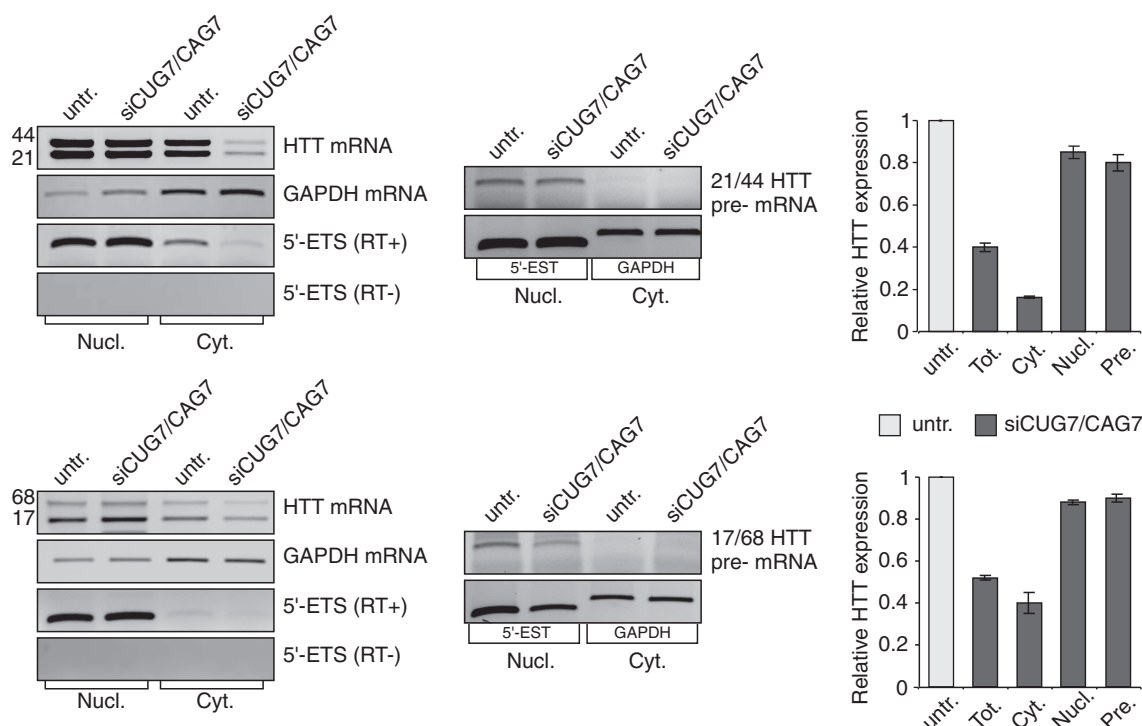 untr.
siCUG7/CAG7
untr.
siCUG7/CAG7
44
21
HTT mRNA
GAPDH mRNA
5'-ETS (RT+)
5'-ETS (RT-)
Nucl.
Cyt.
untr.
siCUG7/CAG7
untr.
siCUG7/CAG7
21/44 HTT
pre- mRNA
5'-EST
GAPDH
Nucl.
Cyt.
Relative HTT expression
1
0.8
0.6
0.4
0.2
0
untr.
Tot.
Cyt.
Nucl.
Pre.
untr.
siCUG7/CAG7
untr.
siCUG7/CAG7
untr.
siCUG7/CAG7
68
17
HTT mRNA
GAPDH mRNA
5'-ETS (RT+)
5'-ETS (RT-)
Nucl.
Cyt.
untr.
siCUG7/CAG7
untr.
siCUG7/CAG7
17/68 HTT
pre- mRNA
5'-EST
GAPDH
Nucl.
Cyt.
Relative HTT expression
1
0.8
0.6
0.4
0.2
0
untr.
Tot.
Cyt.
Nucl.
Pre.